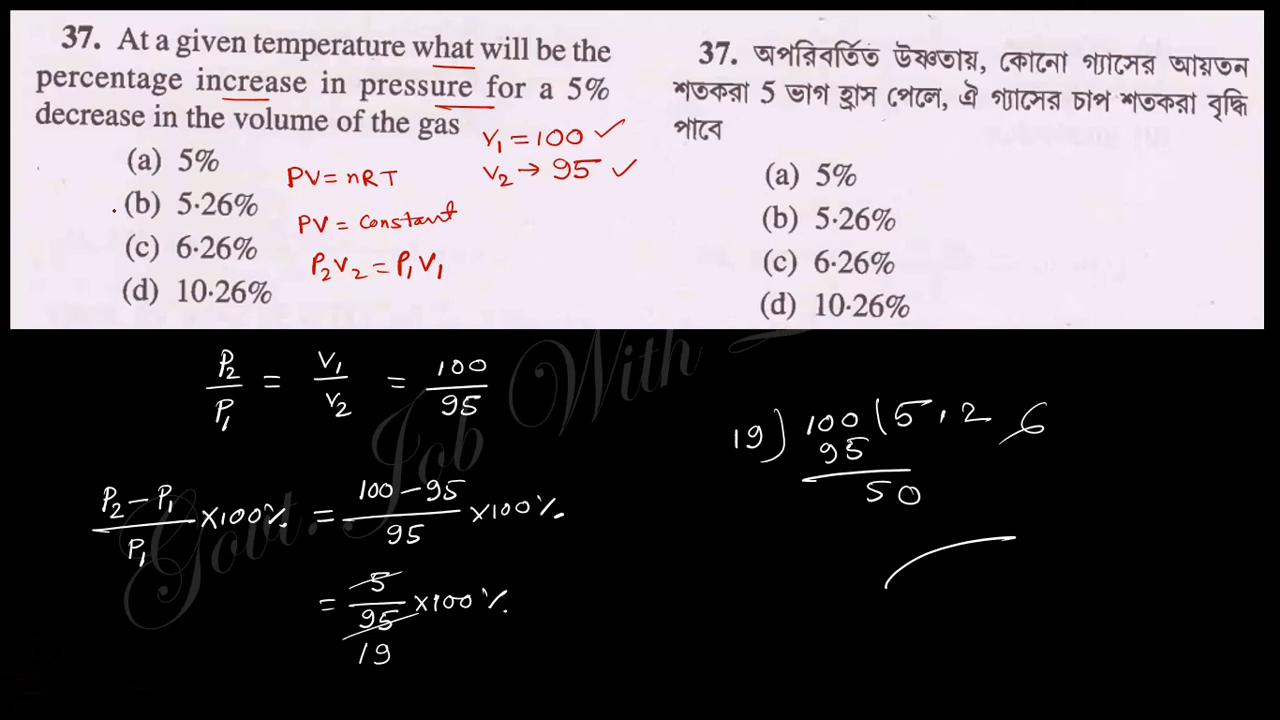 37. At a given temperature what will be the
percentage increase in pressure for a 5%
decrease in the volume of the gas
(a) 5%
(b) 5·26%
(c) 6·26%
(d) 10·26%
V₁ = 100 ✓
V₂ → 95 ✓
PV = nRT
PV = Constant
P₂V₂ = P₁V₁
37. অপরিবর্তিত উষ্ণতায়, কোনো গ্যাসের আয়তন
শতকরা 5 ভাগ হ্রাস পেলে, ঐ গ্যাসের চাপ শতকরা বৃদ্ধি
পাবে
(a) 5%
(b) 5·26%
(c) 6·26%
(d) 10·26%
P₂/P₁ = V₁/V₂ = 100/95
(P₂ – P₁)/P₁ ×100% = (100 – 95)/95 ×100%
= 5/95 ×100%
19
19) 100 (5.26
95
50
Govt. Job With